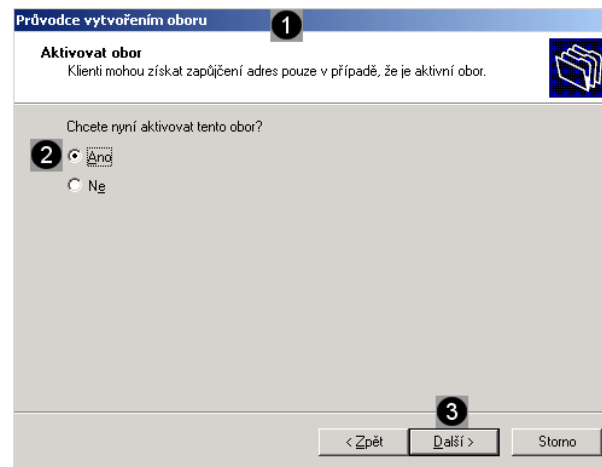 Průvodce vytvořením oboru
1
Aktivovat obor
Klienti mohou získat zapůjčení adres pouze v případě, že je aktivní obor.
Chcete nyní aktivovat tento obor?
2
Ano
Ne
3
< Zpět
Další >
Storno